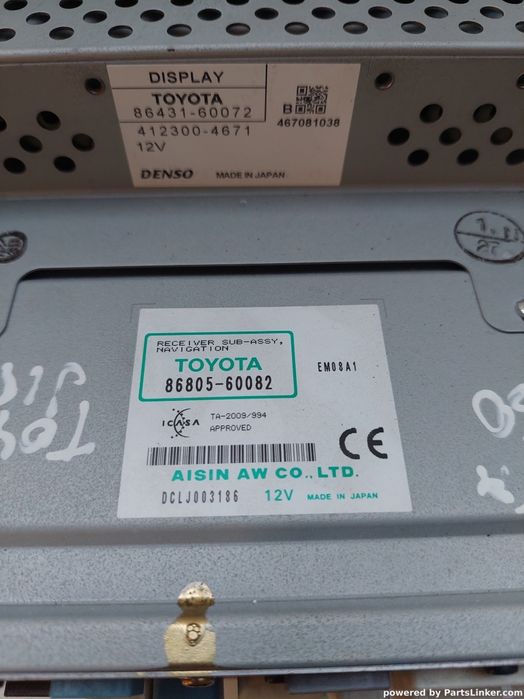 DISPLAY
TOYOTA
86431-60072
412300-4671
12V
B
467081038
DENSO MADE IN JAPAN
RECEIVER SUB-ASSY,
NAVIGATION
TOYOTA
86805-60082
EM08A1
ICASA
TA-2009/994
APPROVED
CE
AISIN AW CO., LTD.
DCLJ003186 12V MADE IN JAPAN
powered by PartsLinker.com